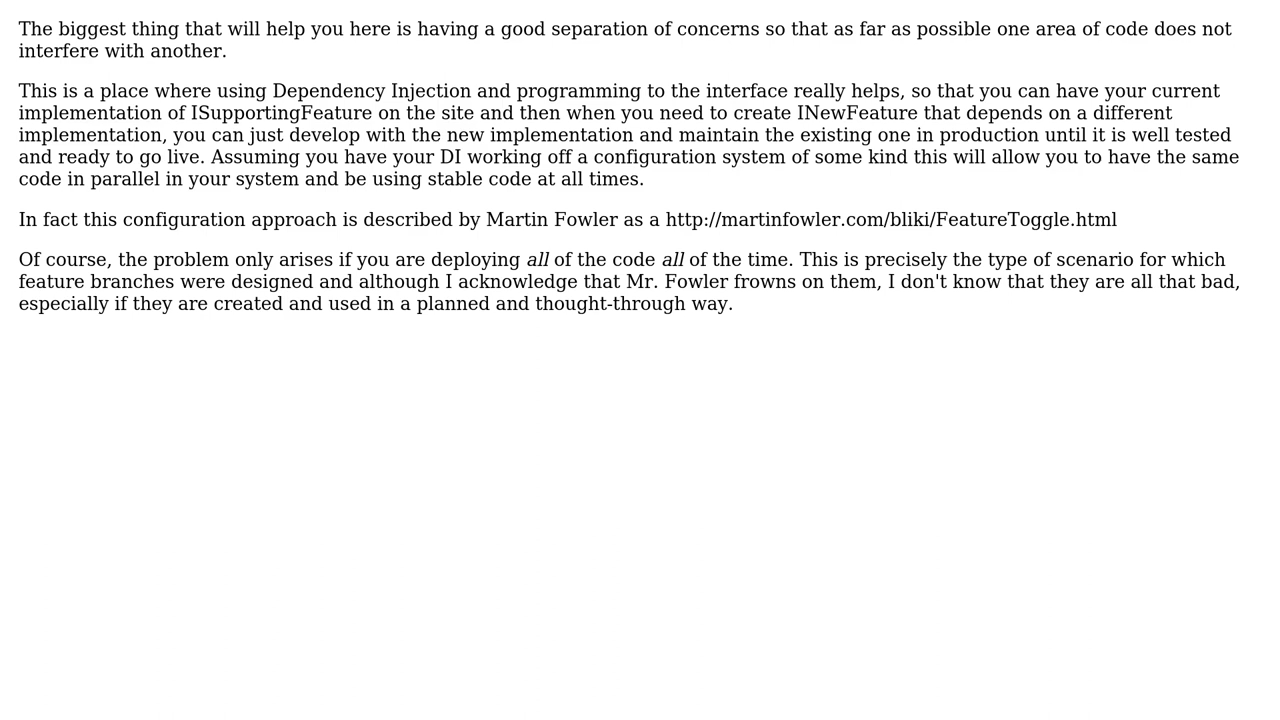 The biggest thing that will help you here is having a good separation of concerns so that as far as possible one area of code does not
interfere with another.
This is a place where using Dependency Injection and programming to the interface really helps, so that you can have your current
implementation of ISupportingFeature on the site and then when you need to create INewFeature that depends on a different
implementation, you can just develop with the new implementation and maintain the existing one in production until it is well tested
and ready to go live. Assuming you have your DI working off a configuration system of some kind this will allow you to have the same
code in parallel in your system and be using stable code at all times.
In fact this configuration approach is described by Martin Fowler as a http://martinfowler.com/bliki/FeatureToggle.html
Of course, the problem only arises if you are deploying all of the code all of the time. This is precisely the type of scenario for which
feature branches were designed and although I acknowledge that Mr. Fowler frowns on them, I don't know that they are all that bad,
especially if they are created and used in a planned and thought-through way.